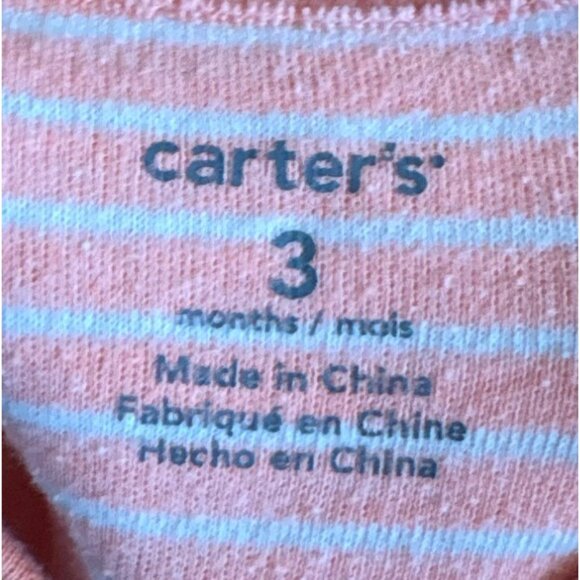 carter's
3
months / mois
Made in China
Fabriqué en Chine
Hecho en China